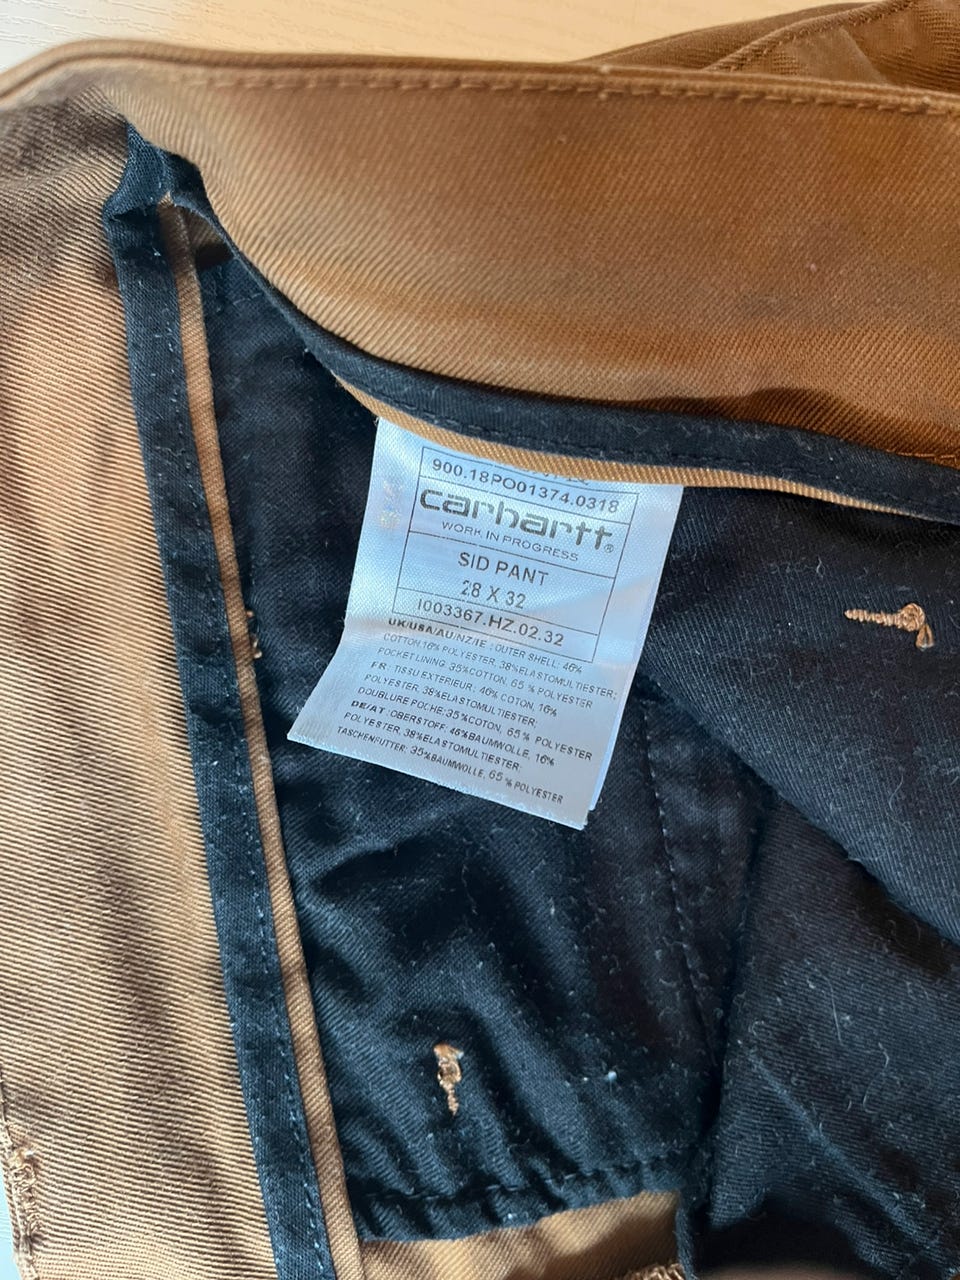 900.18PO01374.0318
carhartt®
WORK IN PROGRESS
SID PANT
28 X 32
I003367.HZ.02.32
UK/USA/AU/NZ/IE :OUTER SHELL: 46%
COTTON 16% POLYESTER, 38%ELASTOMULTIESTER;
POCKET LINING: 35%COTTON, 65 % POLYESTER
FR: TISSU EXTERIEUR: 46% COTON, 16%
POLYESTER, 38%ELASTOMULTIESTER;
DOUBLURE POCHE:35%COTON, 65% POLYESTER
DE/AT :OBERSTOFF: 46%BAUMWOLLE, 16%
POLYESTER, 38%ELASTOMULTIESTER;
TASCHENFUTTER: 35%BAUMWOLLE, 65 % POLYESTER